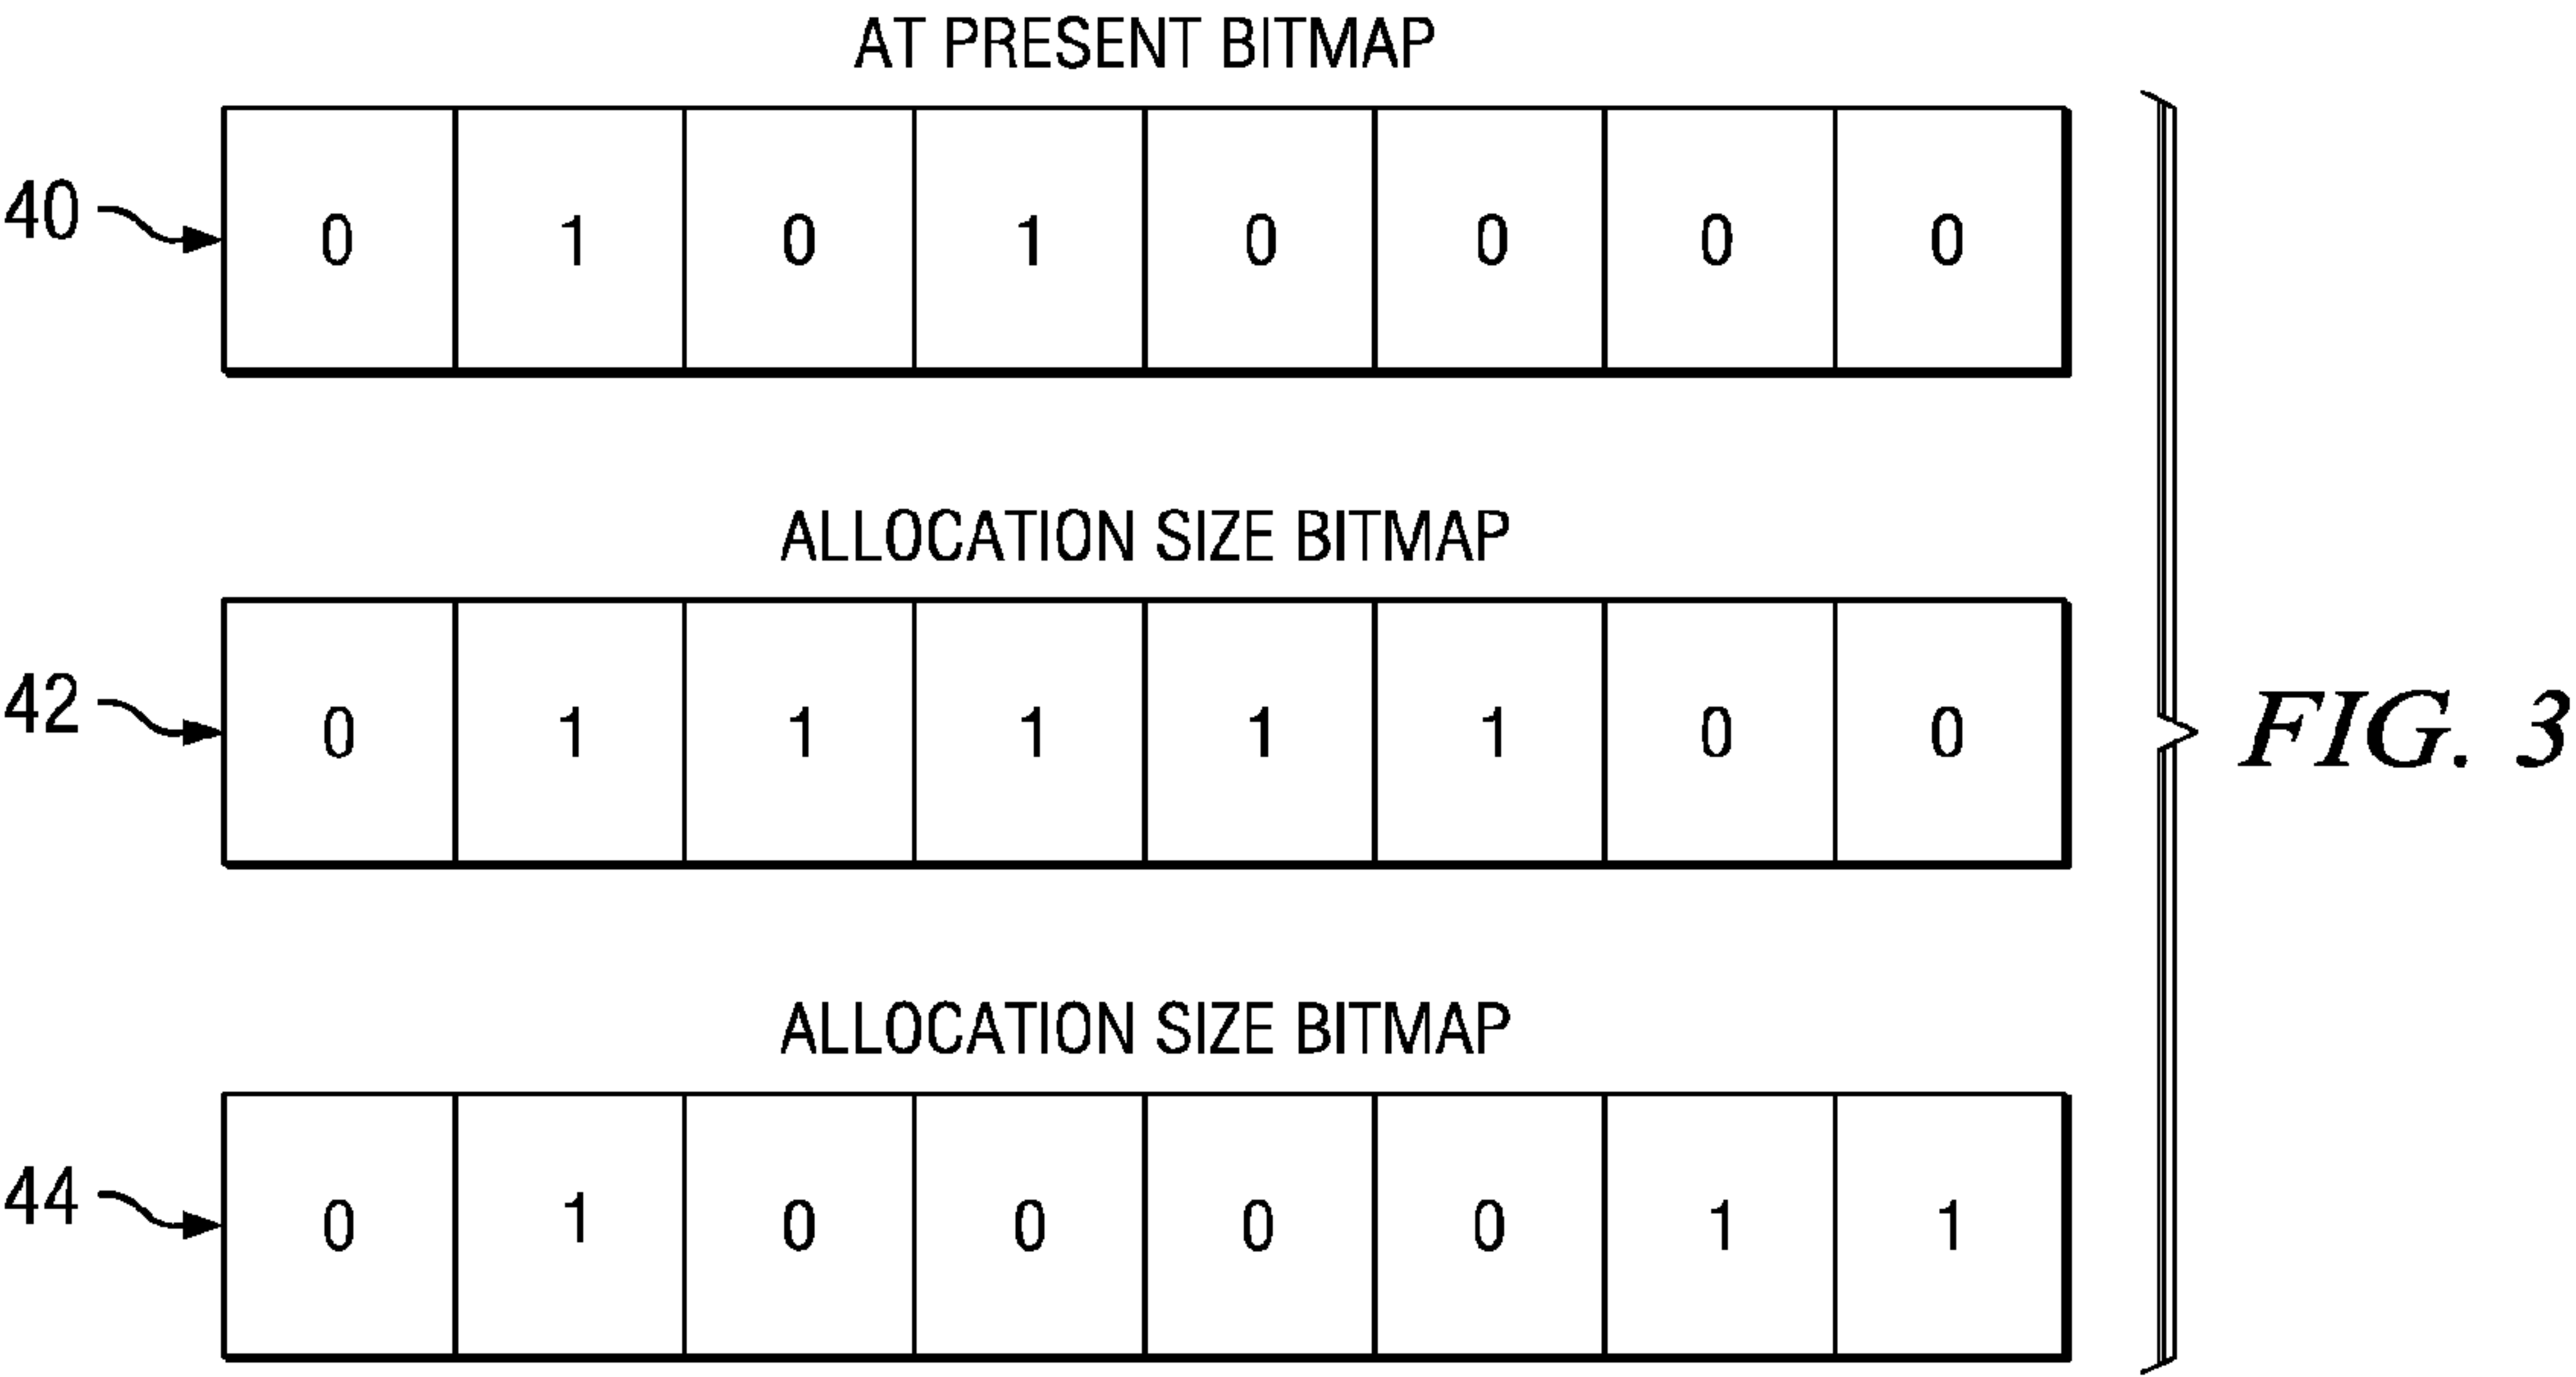 AT PRESENT BITMAP
40 0 1 0 1 0 0 0 0
ALLOCATION SIZE BITMAP
42 0 1 1 1 1 1 0 0
FIG. 3
ALLOCATION SIZE BITMAP
44 0 1 0 0 0 0 1 1